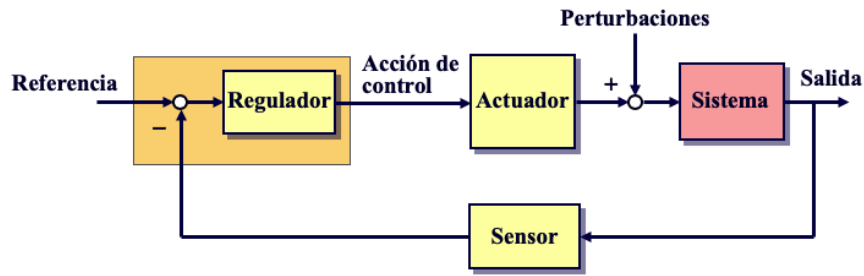 Perturbaciones
Referencia
Acción de
control
Salida
+
Regulador
Actuador
Sistema
−
Sensor